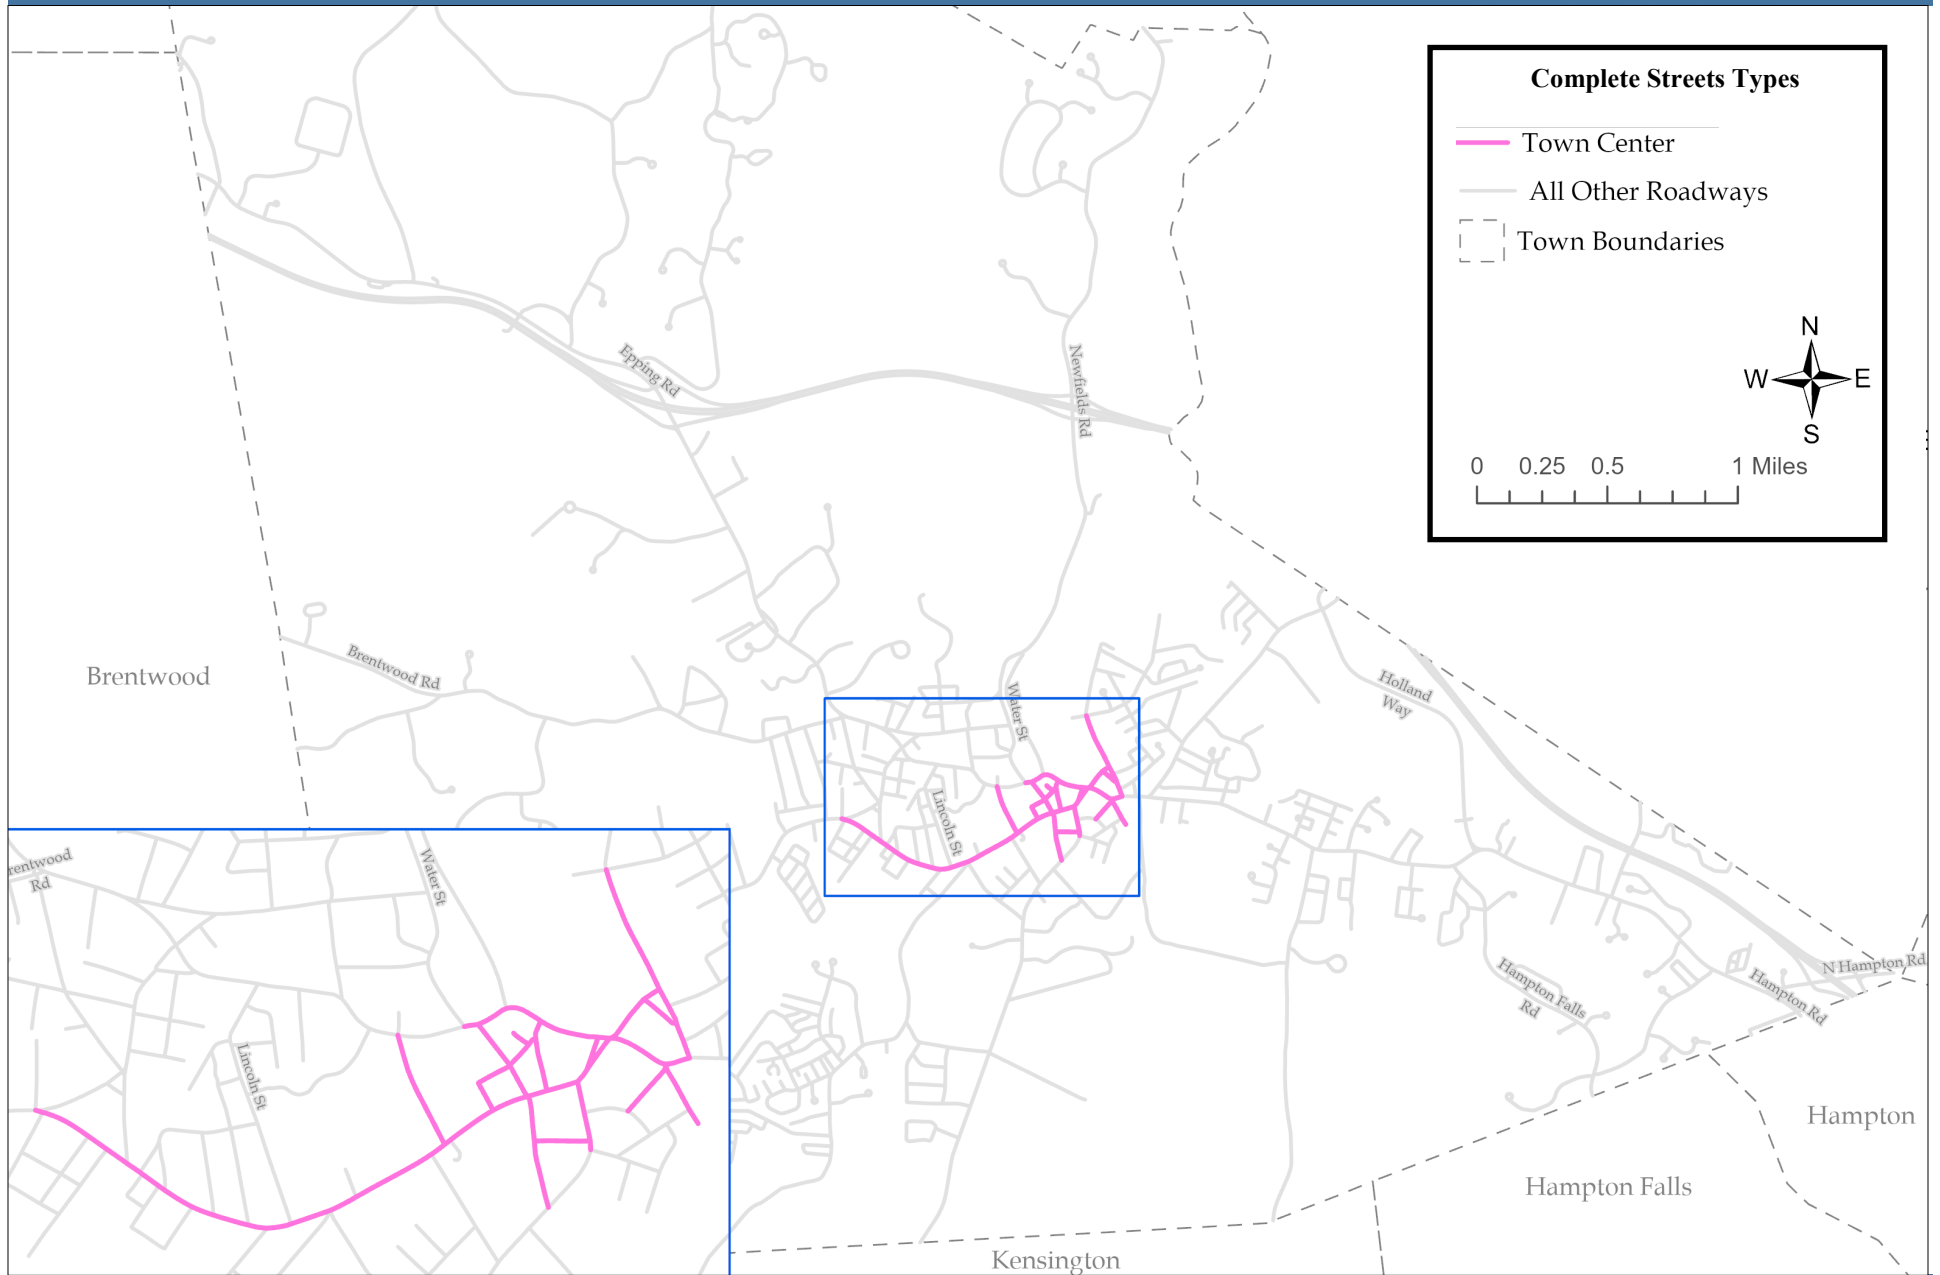 Complete Streets Types
Town Center
All Other Roadways
Town Boundaries
N
W E
S
0 0.25 0.5 1 Miles
Epping Rd
Newfields Rd
Brentwood
Brentwood Rd
Holland
Way
Water St
Lincoln St
rentwood
Rd
Water St
Lincoln St
N Hampton Rd
Hampton Rd
Hampton Falls
Rd
Hampton
Hampton Falls
Kensington